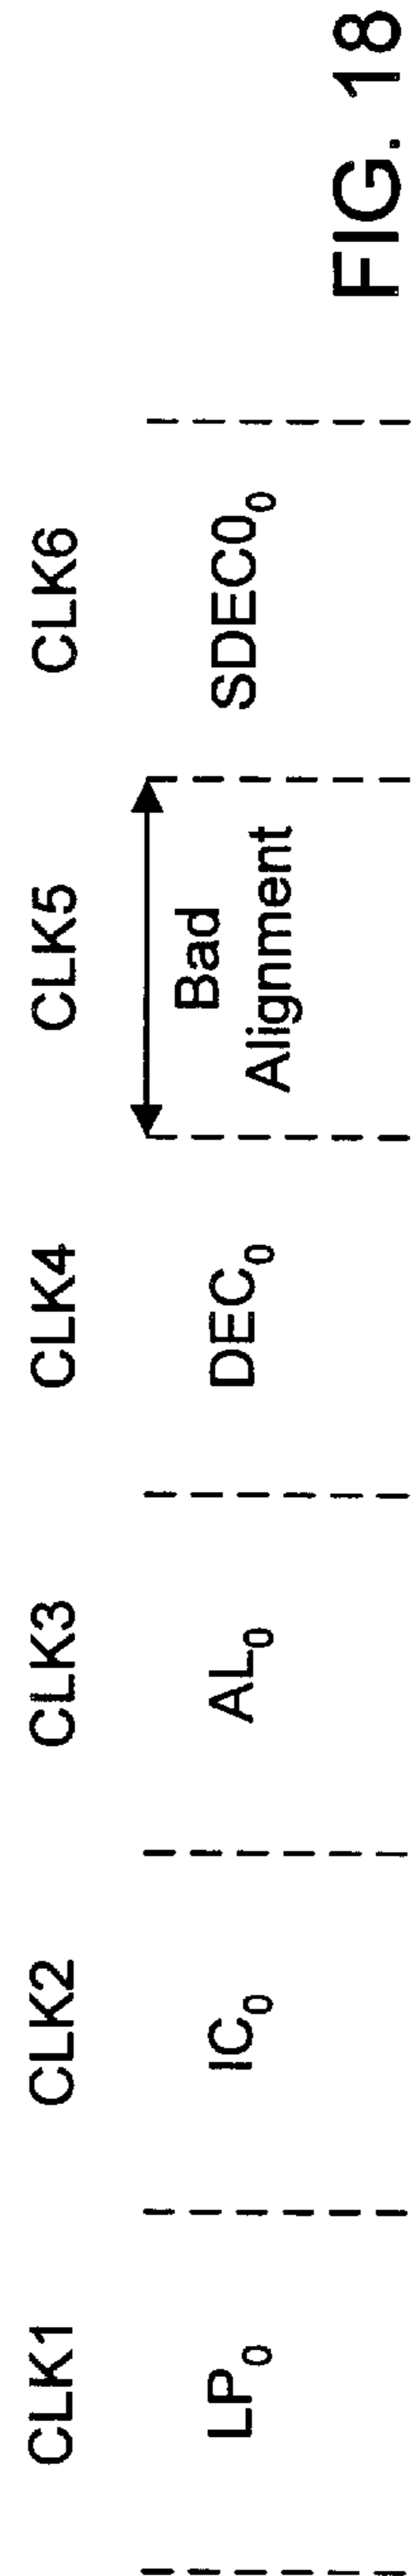 CLK1 CLK2 CLK3 CLK4 CLK5 CLK6
LP₀ IC₀ AL₀ DEC₀ Bad Alignment SDEC0₀
FIG. 18